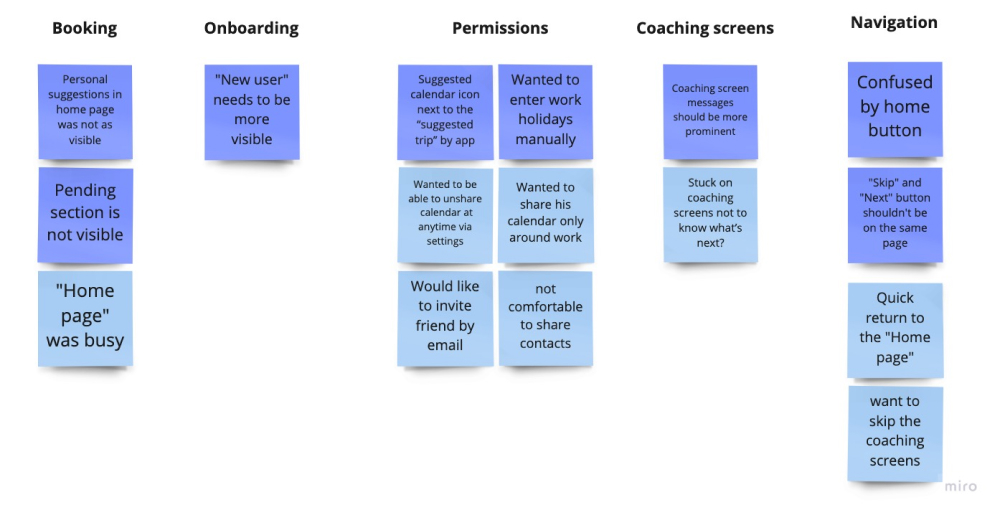 Booking
Personal
suggestions in
home page
was not as
visible
Pending
section is
not visible
"Home
page"
was busy
Onboarding
"New user"
needs to be
more
visible
Permissions
Suggested
calendar icon
next to the
“suggested
trip” by app
Wanted to
enter work
holidays
manually
Wanted to be
able to unshare
calendar at
anytime via
settings
Wanted to
share his
calendar only
around work
Would like
to invite
friend by
email
not
comfortable
to share
contacts
Coaching screens
Coaching screen
messages
should be more
prominent
Stuck on
coaching
screens not to
know what's
next?
Navigation
Confused
by home
button
"Skip" and
"Next" button
shouldn't be
on the same
page
Quick
return to
the "Home
page"
want to
skip the
coaching
screens
miro